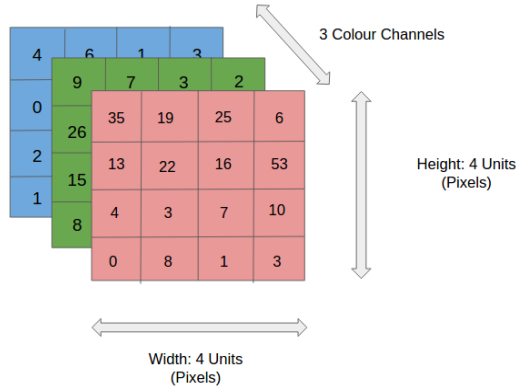 3 Colour Channels
4 6 1 3
9 7 3 2
0
35 19 25 6
26
13 22 16 53
2
15
4 3 7 10
1
8
0 8 1 3
Height: 4 Units
(Pixels)
Width: 4 Units
(Pixels)